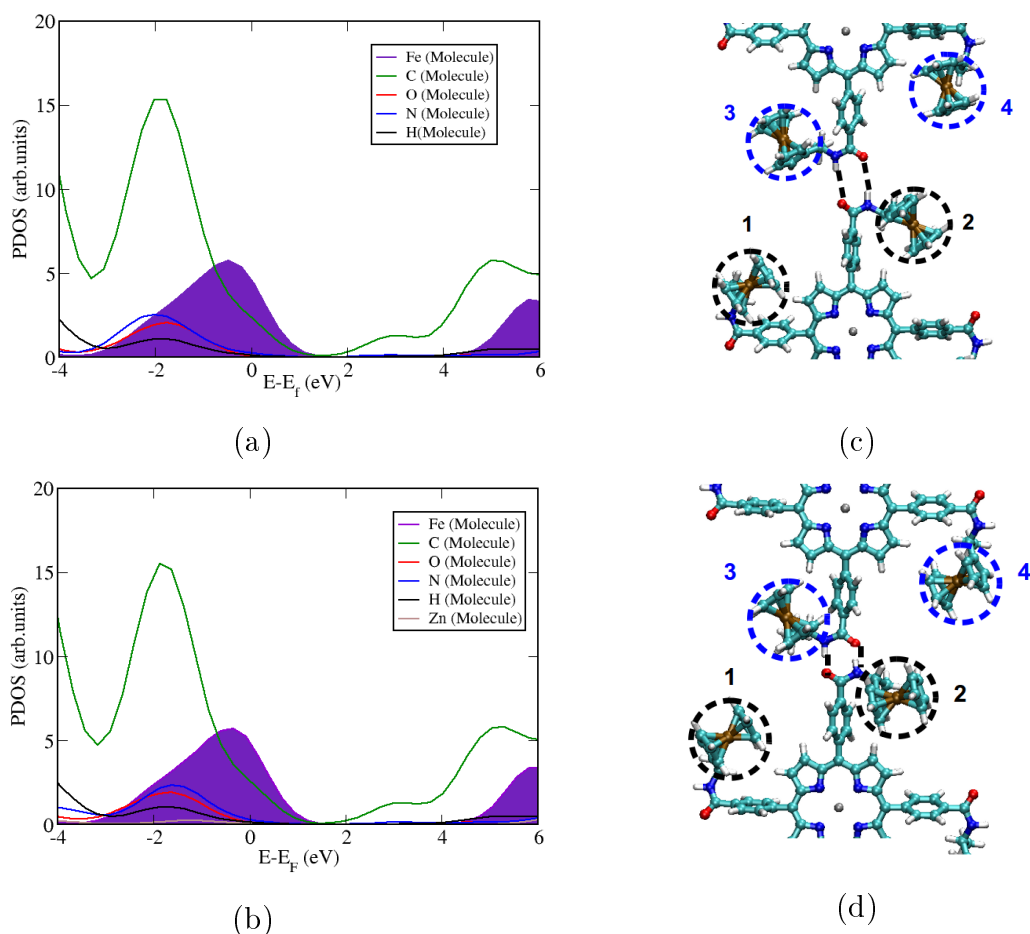 20
15
10
5
0
PDOS (arb.units)
Fe (Molecule)
C (Molecule)
O (Molecule)
N (Molecule)
H(Molecule)
-4
-2
0
2
4
6
E-Ef (eV)
(a)
3
4
1
2
(c)
20
15
10
5
0
PDOS (arb.units)
Fe (Molecule)
C (Molecule)
O (Molecule)
N (Molecule)
H (Molecule)
Zn (Molecule)
-4
-2
0
2
4
6
E-EF (eV)
(b)
3
4
1
2
(d)